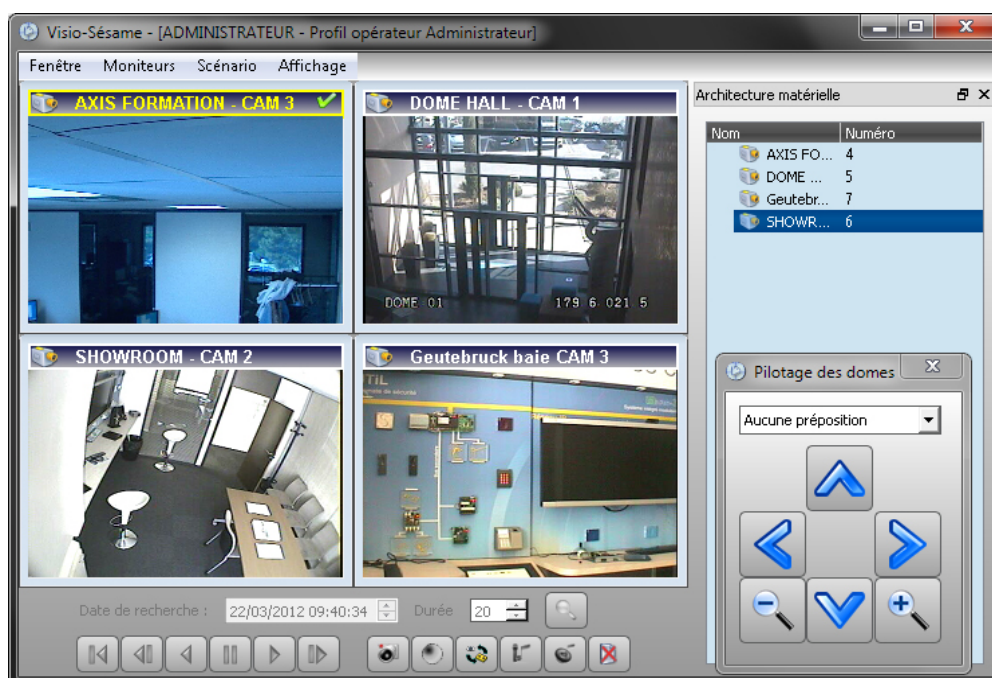 Visio-Sésame - [ADMINISTRATEUR - Profil opérateur Administrateur]
Fenêtre Moniteurs Scénario Affichage
AXIS FORMATION - CAM 3
DOME HALL - CAM 1
DOME 01 179 6 021 5
SHOWROOM - CAM 2
Geutebruck baie CAM 3
Architecture matérielle
Nom Numéro
AXIS FO... 4
DOME ... 5
Geutebr... 7
SHOWR... 6
Pilotage des domes
Aucune préposition
Date de recherche : 22/03/2012 09:40:34 Durée 20